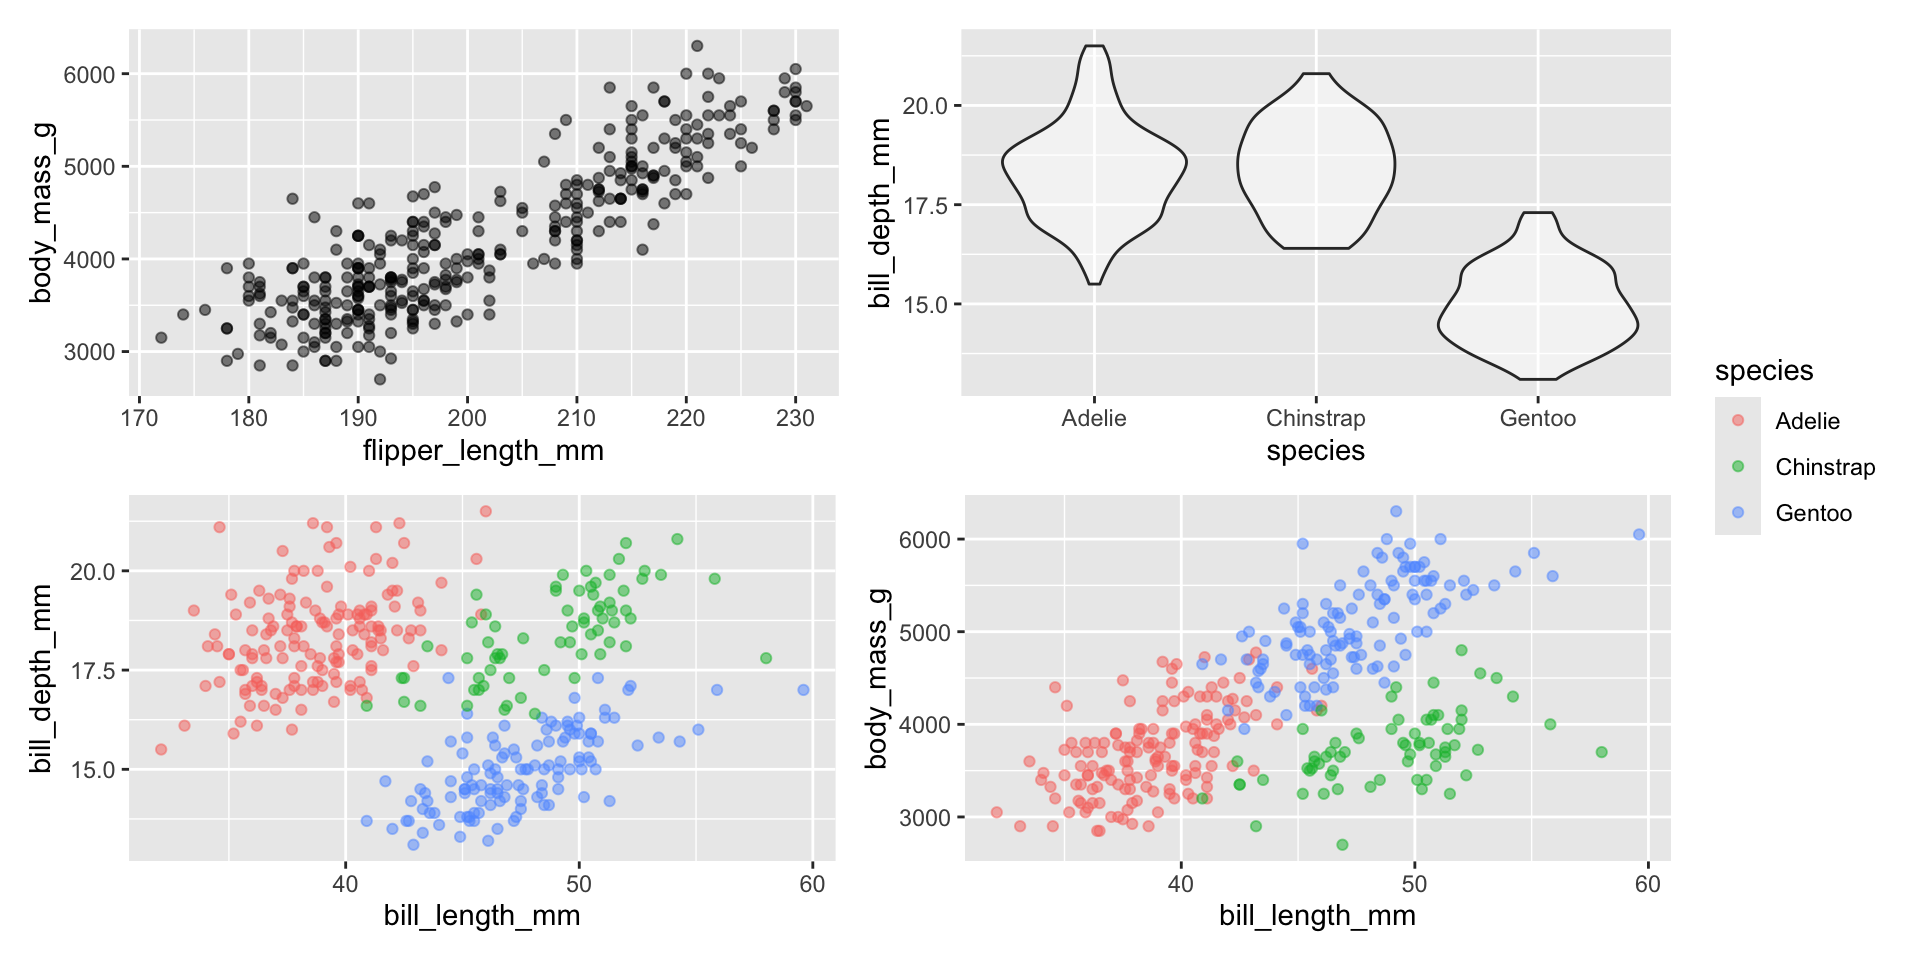 body_mass_g
6000
5000
4000
3000
170 180 190 200 210 220 230
flipper_length_mm
bill_depth_mm
20.0
17.5
15.0
Adelie Chinstrap Gentoo
species
bill_depth_mm
20.0
17.5
15.0
40 50 60
bill_length_mm
body_mass_g
6000
5000
4000
3000
40 50 60
bill_length_mm
species
Adelie
Chinstrap
Gentoo